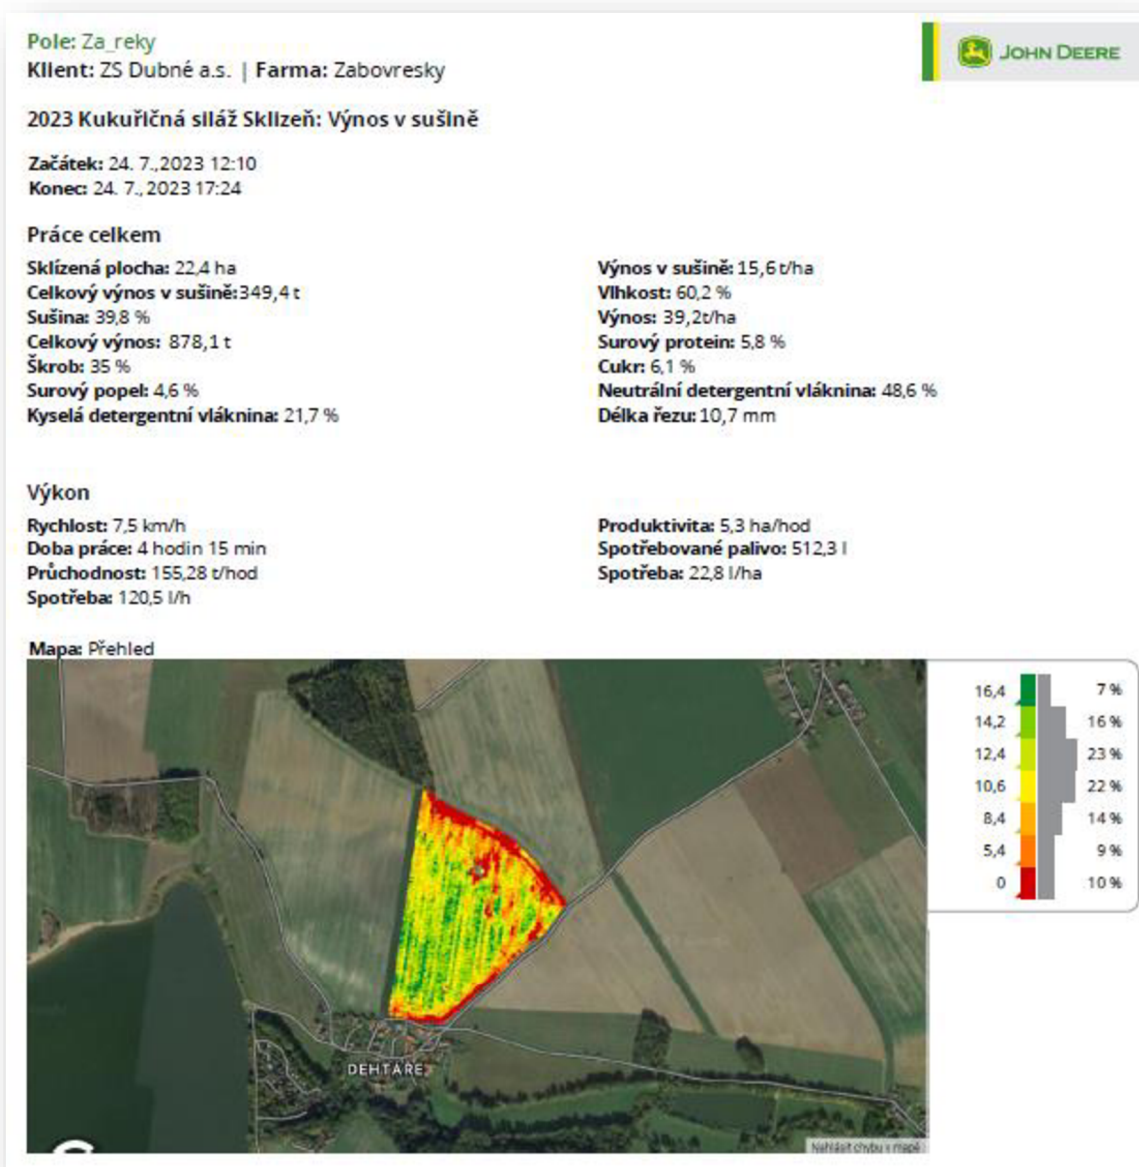 Pole: Za_reky
JOHN DEERE
Klient: ZS Dubné a.s. | Farma: Zabovresky
2023 Kukuřičná siláž Sklizeň: Výnos v sušině
Začátek: 24. 7.,2023 12:10
Konec: 24. 7., 2023 17:24
Práce celkem
Sklízená plocha: 22,4 ha
Celkový výnos v sušině:349,4 t
Sušina: 39,8 %
Celkový výnos: 878,1 t
Škrob: 35 %
Surový popel: 4,6 %
Kyselá detergentní vláknina: 21,7 %
Výnos v sušině: 15,6 t/ha
Vlhkost: 60,2 %
Výnos: 39,2t/ha
Surový protein: 5,8 %
Cukr: 6,1 %
Neutrální detergentní vláknina: 48,6 %
Délka řezu: 10,7 mm
Výkon
Rychlost: 7,5 km/h
Doba práce: 4 hodin 15 min
Průchodnost: 155,28 t/hod
Spotřeba: 120,5 l/h
Produktivita: 5,3 ha/hod
Spotřebované palivo: 512,3 l
Spotřeba: 22,8 l/ha
Mapa: Přehled
16,4 7 %
14,2 16 %
12,4 23 %
10,6 22 %
8,4 14 %
5,4 9 %
0 10 %
DEHTÁŘE
Nahlásit chybu v mapě